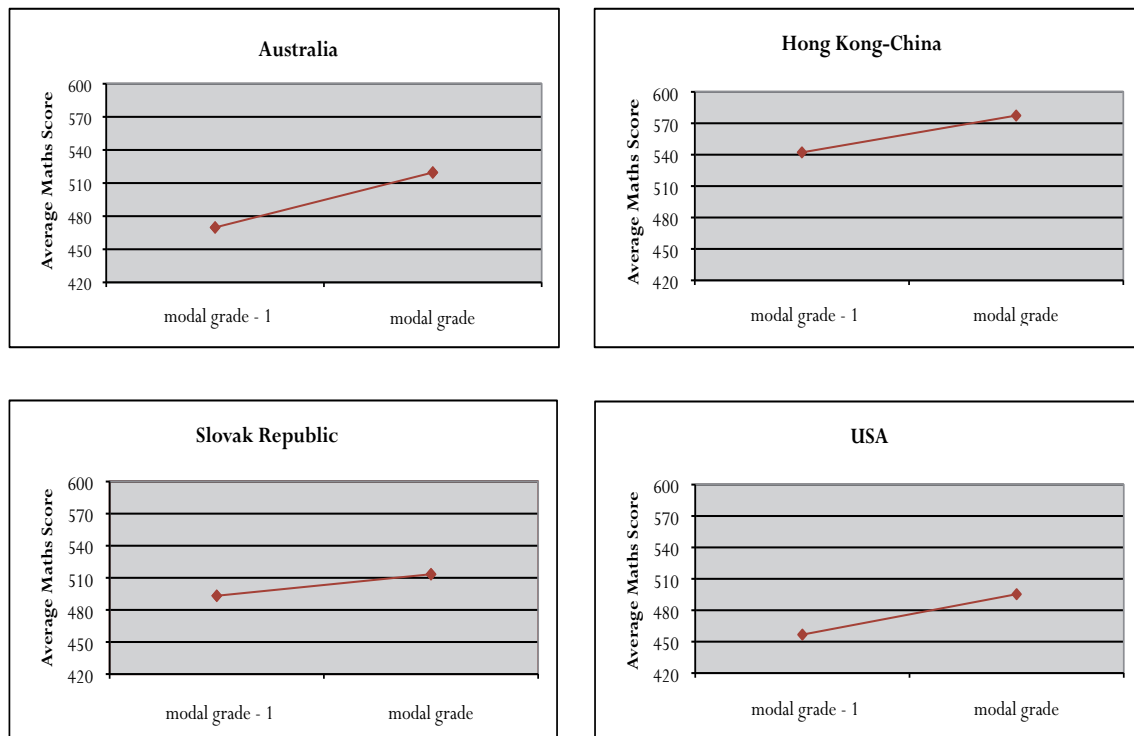 Australia
Average Maths Score
600
570
540
510
480
450
420
modal grade - 1
modal grade
Hong Kong-China
Average Maths Score
600
570
540
510
480
450
420
modal grade - 1
modal grade
Slovak Republic
Average Maths Score
600
570
540
510
480
450
420
modal grade - 1
modal grade
USA
Average Maths Score
600
570
540
510
480
450
420
modal grade - 1
modal grade